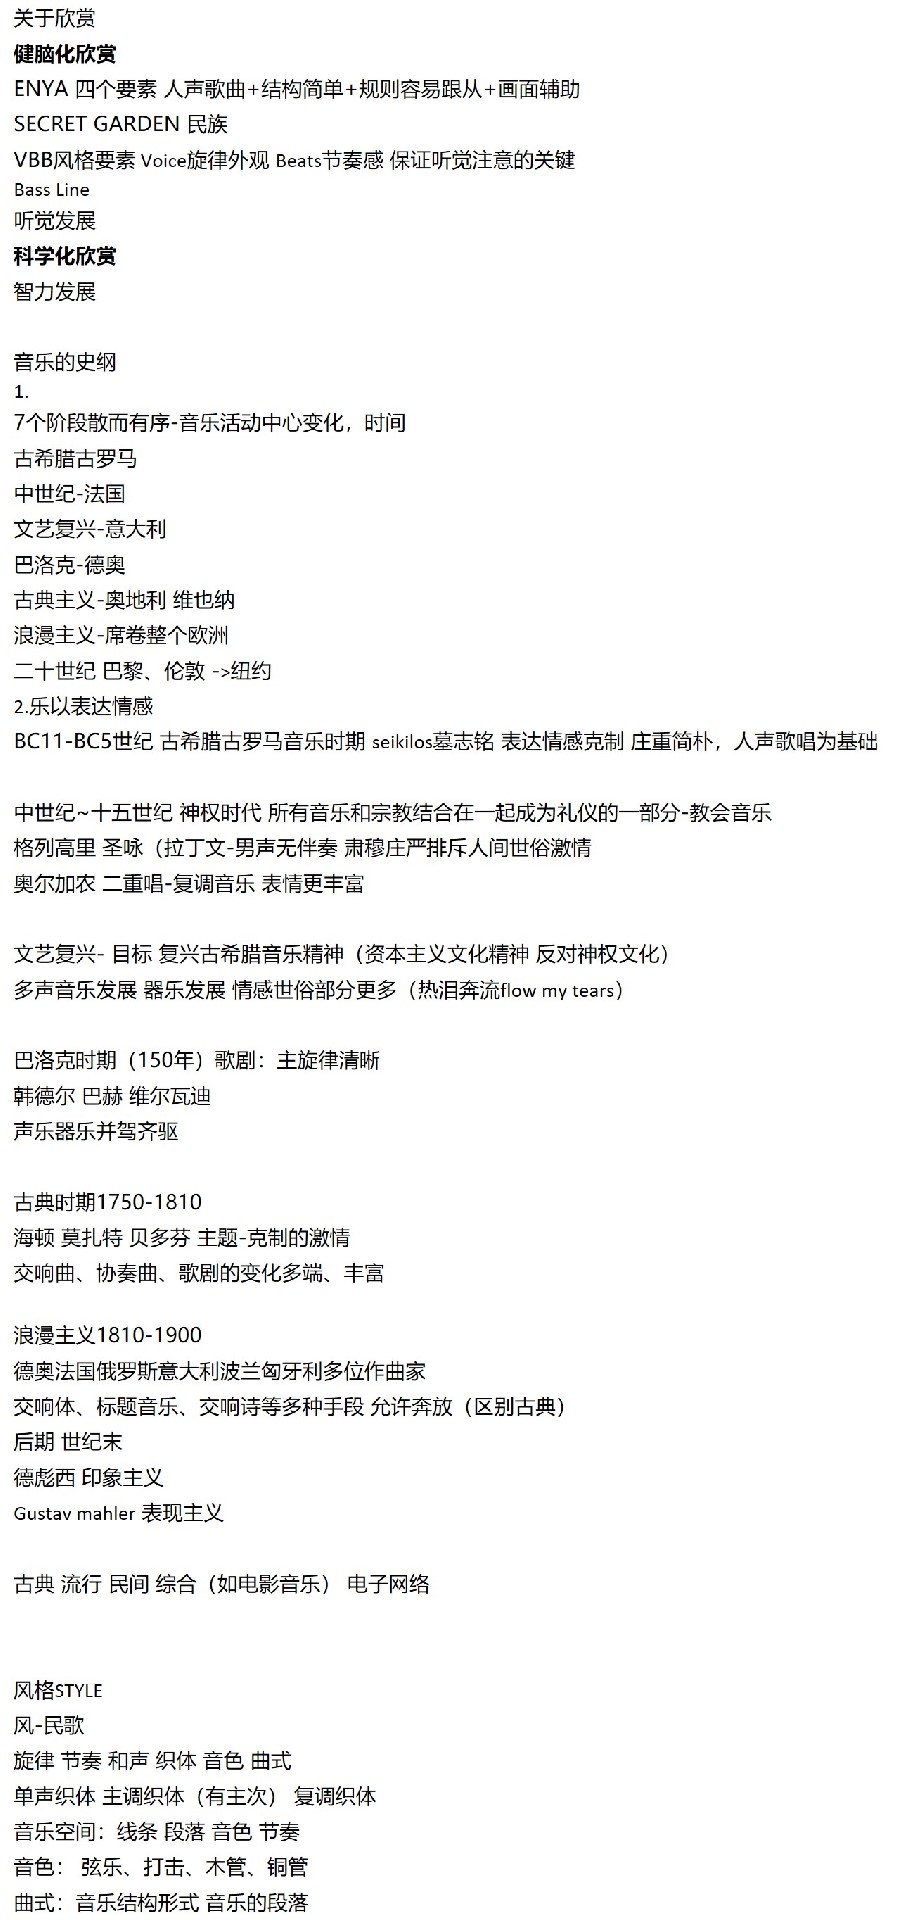 关于欣赏
健脑化欣赏
ENYA 四个要素 人声歌曲+结构简单+规则容易跟从+画面辅助
SECRET GARDEN 民族
VBB风格要素 Voice旋律外观 Beats节奏感 保证听觉注意的关键
Bass Line
听觉发展
科学化欣赏
智力发展
音乐的史纲
1.
7个阶段散而有序-音乐活动中心变化，时间
古希腊古罗马
中世纪-法国
文艺复兴-意大利
巴洛克-德奥
古典主义-奥地利 维也纳
浪漫主义-席卷整个欧洲
二十世纪 巴黎、伦敦 ->纽约
2.乐以表达情感
BC11-BC5世纪 古希腊古罗马音乐时期 seikilos墓志铭 表达情感克制 庄重简朴，人声歌唱为基础
中世纪~十五世纪 神权时代 所有音乐和宗教结合在一起成为礼仪的一部分-教会音乐
格列高里 圣咏（拉丁文-男声无伴奏 肃穆庄严排斥人间世俗激情
奥尔加农 二重唱-复调音乐 表情更丰富
文艺复兴- 目标 复兴古希腊音乐精神（资本主义文化精神 反对神权文化）
多声音乐发展 器乐发展 情感世俗部分更多（热泪奔流flow my tears）
巴洛克时期（150年）歌剧：主旋律清晰
韩德尔 巴赫 维尔瓦迪
声乐器乐并驾齐驱
古典时期1750-1810
海顿 莫扎特 贝多芬 主题-克制的激情
交响曲、协奏曲、歌剧的变化多端、丰富
浪漫主义1810-1900
德奥法国俄罗斯意大利波兰匈牙利多位作曲家
交响体、标题音乐、交响诗等多种手段 允许奔放（区别古典）
后期 世纪末
德彪西 印象主义
Gustav mahler 表现主义
古典 流行 民间 综合（如电影音乐） 电子网络
风格STYLE
风-民歌
旋律 节奏 和声 织体 音色 曲式
单声织体 主调织体（有主次） 复调织体
音乐空间：线条 段落 音色 节奏
音色： 弦乐、打击、木管、铜管
曲式：音乐结构形式 音乐的段落